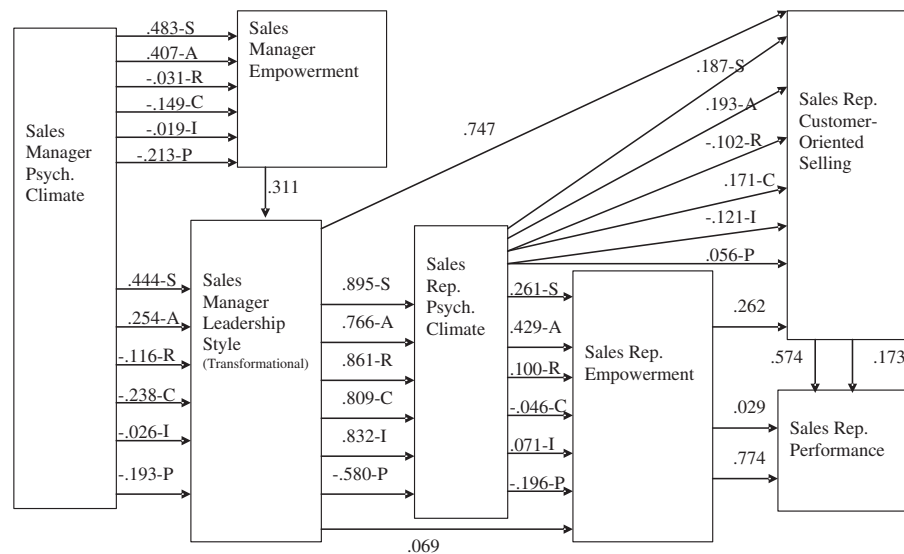 Sales
Manager
Psych.
Climate
.483-S
.407-A
-.031-R
-.149-C
-.019-I
-.213-P
Sales
Manager
Empowerment
.311
.444-S
.254-A
-.116-R
-.238-C
-.026-I
-.193-P
Sales
Manager
Leadership
Style
(Transformational)
.747
.895-S
.766-A
.861-R
.809-C
.832-I
-.580-P
.069
Sales
Rep.
Psych.
Climate
.187-S
.193-A
-.102-R
.171-C
-.121-I
.056-P
.261-S
.429-A
.100-R
-.046-C
.071-I
-.196-P
Sales Rep.
Empowerment
.262
.029
.774
Sales Rep.
Customer-
Oriented
Selling
.574
.173
Sales Rep.
Performance